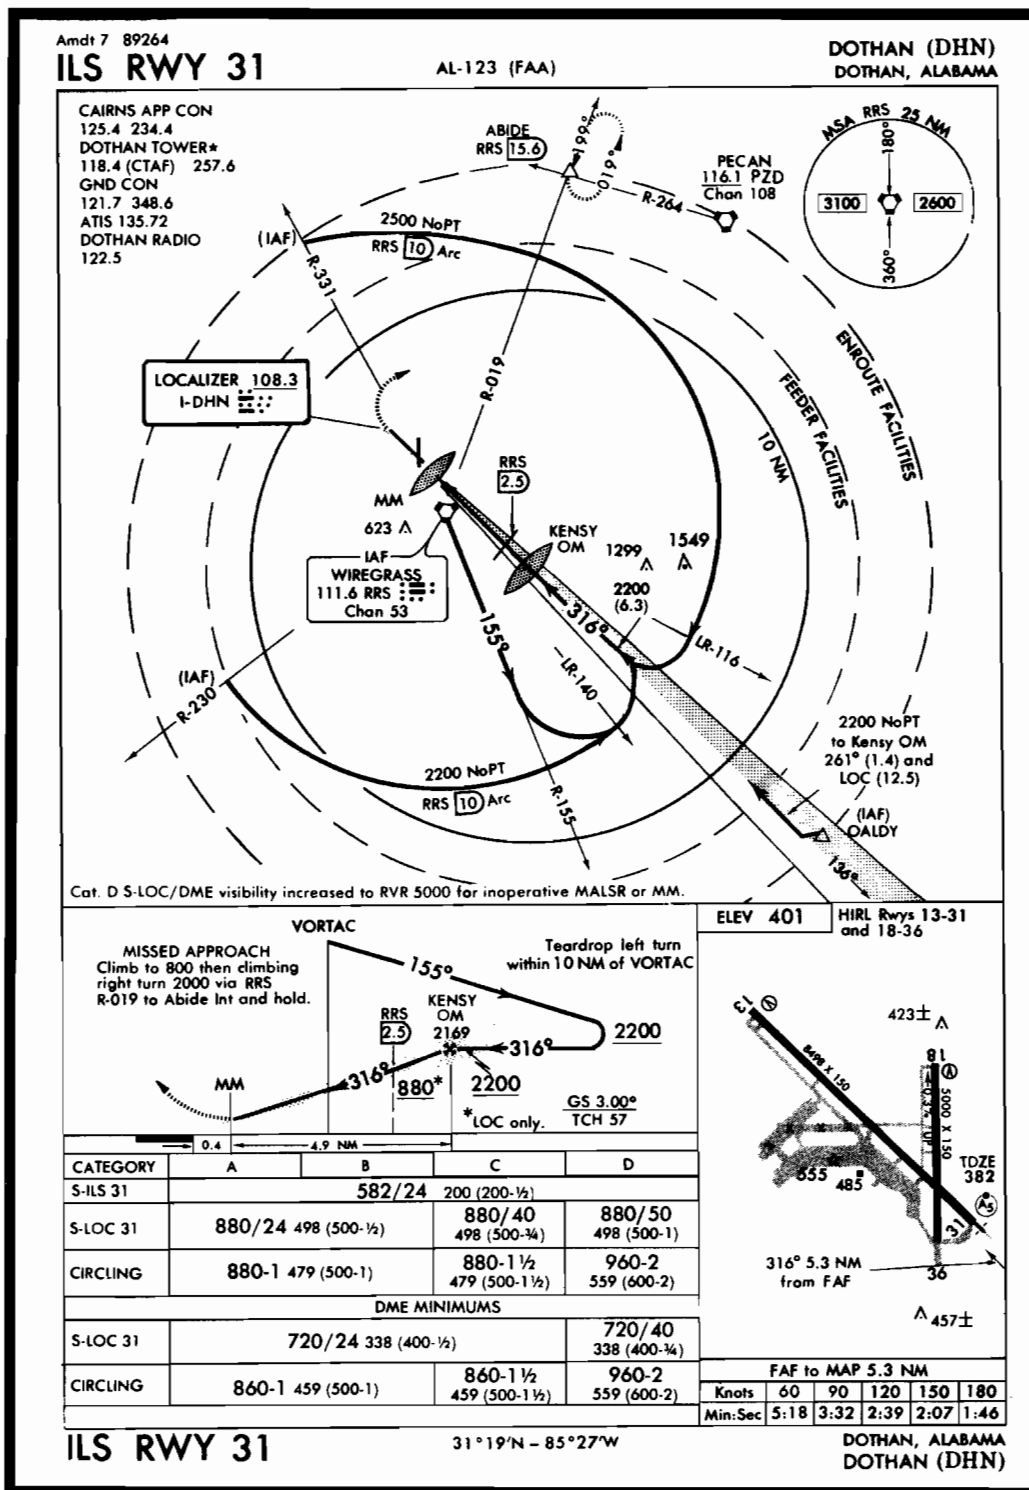 Amdt 7 89264
ILS RWY 31
AL-123 (FAA)
DOTHAN (DHN)
DOTHAN, ALABAMA
CAIRNS APP CON
125.4 234.4
DOTHAN TOWER★
118.4 (CTAF) 257.6
GND CON
121.7 348.6
ATIS 135.72
DOTHAN RADIO
122.5
ABIDE
RRS 15.6
199°
019°
PECAN
116.1 PZD
Chan 108
R-264
MSA RRS 25 NM
180°
3100
2600
360°
(IAF)
2500 NoPT
RRS 10 Arc
R-331
R-019
ENROUTE FACILITIES
FEEDER FACILITIES
10 NM
LOCALIZER 108.3
I-DHN
MM
623
RRS
2.5
KENSY
OM
1299
1549
2200
(6.3)
IAF
WIREGRASS
111.6 RRS
Chan 53
316°
155°
LR-116
LR-140
(IAF)
R-230
2200 NoPT
RRS 10 Arc
R-155
2200 NoPT
to Kensy OM
261° (1.4) and
LOC (12.5)
(IAF)
OALDY
136°
Cat. D S-LOC/DME visibility increased to RVR 5000 for inoperative MALSR or MM.
MISSED APPROACH
Climb to 800 then climbing
right turn 2000 via RRS
R-019 to Abide Int and hold.
VORTAC
Teardrop left turn
within 10 NM of VORTAC
155°
KENSY
OM
2169
RRS
2.5
2200
316°
316°
880*
2200
MM
*LOC only.
GS 3.00°
TCH 57
0.4
4.9 NM
ELEV 401
HIRL Rwys 13-31
and 18-36
13
423±
8498 X 150
18
0.3% UP
5000 X 150
TDZE
382
555
485
A5
31
316° 5.3 NM
from FAF
36
457±
CATEGORY A B C D
S-ILS 31 582/24 200 (200-½)
S-LOC 31 880/24 498 (500-½) 880/40 498 (500-¾) 880/50 498 (500-1)
CIRCLING 880-1 479 (500-1) 880-1½ 479 (500-1½) 960-2 559 (600-2)
DME MINIMUMS
S-LOC 31 720/24 338 (400-½) 720/40 338 (400-¾)
CIRCLING 860-1 459 (500-1) 860-1½ 459 (500-1½) 960-2 559 (600-2)
FAF to MAP 5.3 NM
Knots 60 90 120 150 180
Min:Sec 5:18 3:32 2:39 2:07 1:46
ILS RWY 31
31°19'N – 85°27'W
DOTHAN, ALABAMA
DOTHAN (DHN)